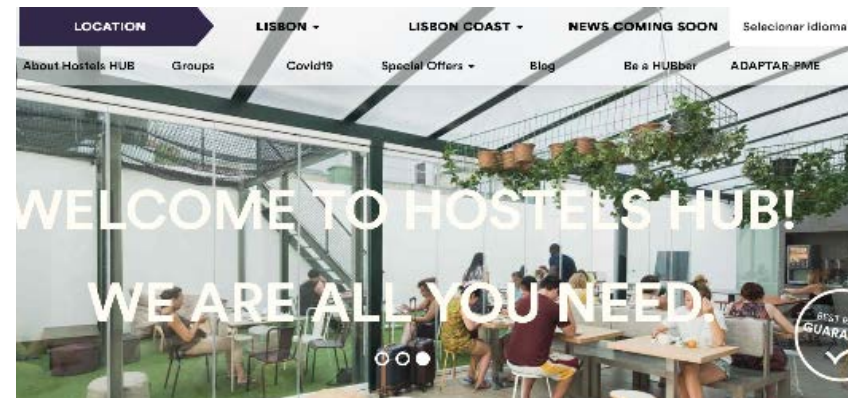 LOCATION LISBON LISBON COAST NEWS COMING SOON Selecionar idioma
About Hostels HUB Groups Covid19 Special Offers Blog Be a HUBber ADAPTAR PME
WELCOME TO HOSTELS HUB!
WE ARE ALL YOU NEED.
BEST